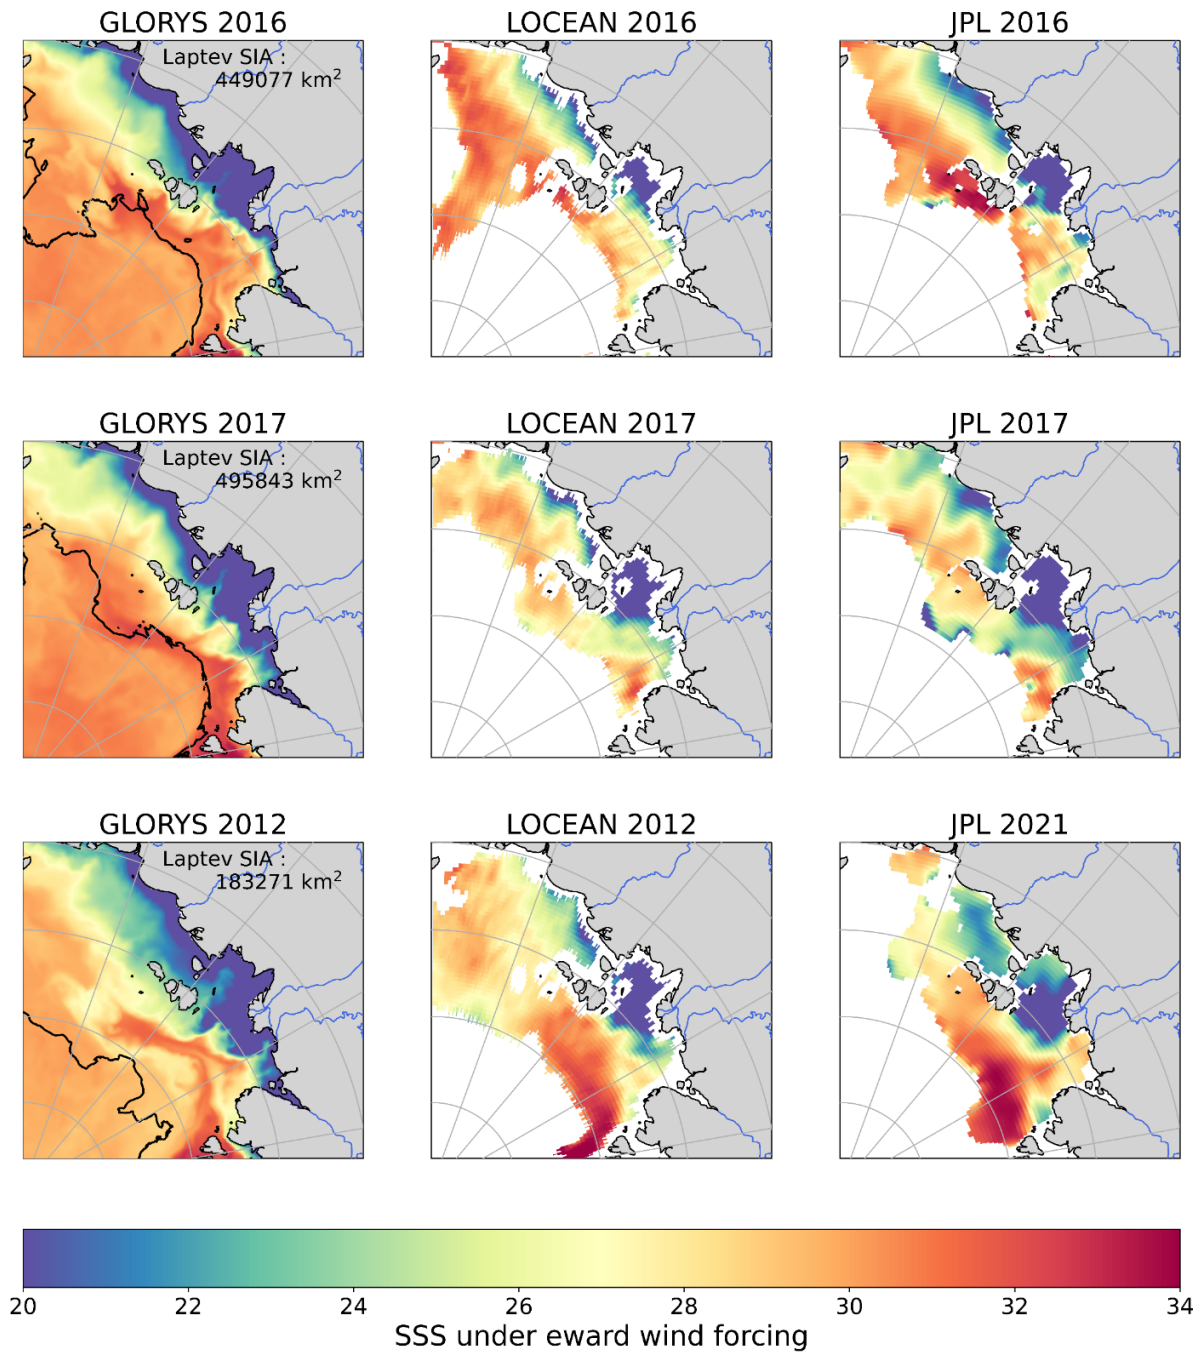 GLORYS 2016
LOCEAN 2016
JPL 2016
Laptev SIA :
449077 km²
GLORYS 2017
LOCEAN 2017
JPL 2017
Laptev SIA :
495843 km²
GLORYS 2012
LOCEAN 2012
JPL 2021
Laptev SIA :
183271 km²
20 22 24 26 28 30 32 34
SSS under eward wind forcing